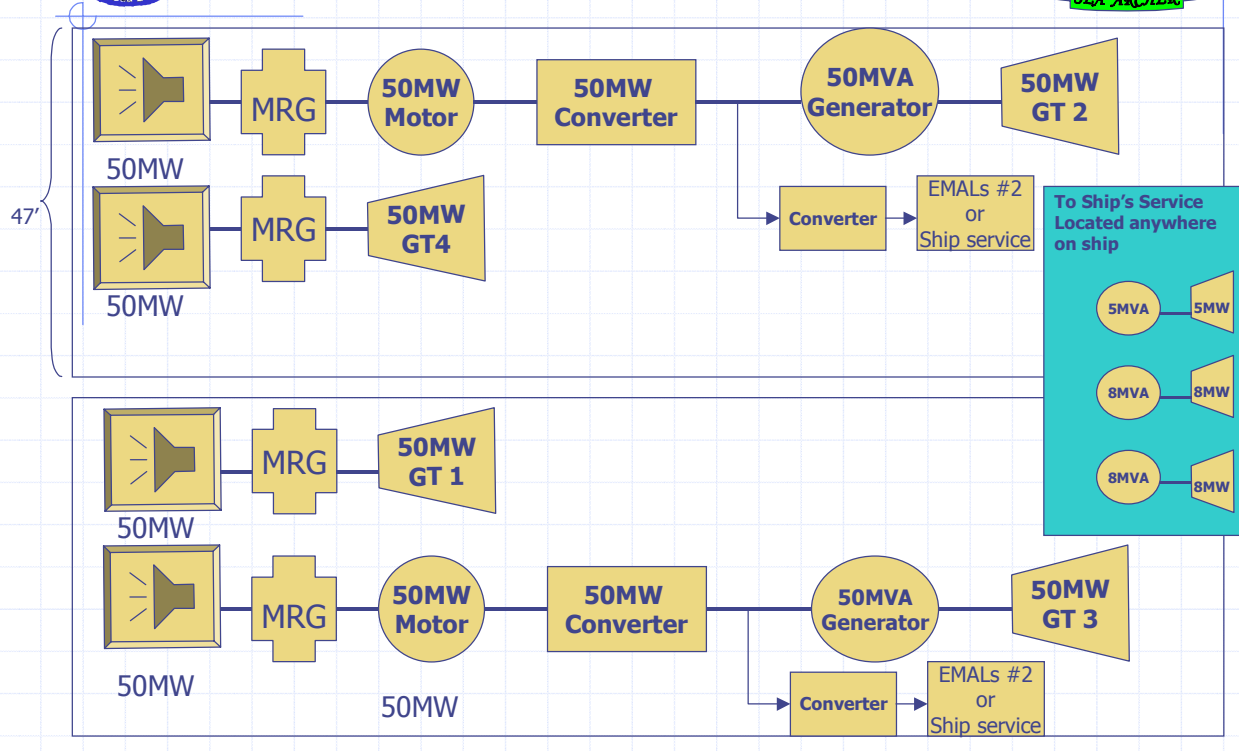 SEA ARCHER
MRG
50MW
Motor
50MW
Converter
50MVA
Generator
50MW
GT 2
50MW
47’
MRG
50MW
GT4
50MW
Converter
EMALs #2
or
Ship service
To Ship’s Service
Located anywhere
on ship
5MVA
5MW
8MVA
8MW
8MVA
8MW
MRG
50MW
GT 1
50MW
MRG
50MW
Motor
50MW
Converter
50MVA
Generator
50MW
GT 3
50MW
50MW
Converter
EMALs #2
or
Ship service